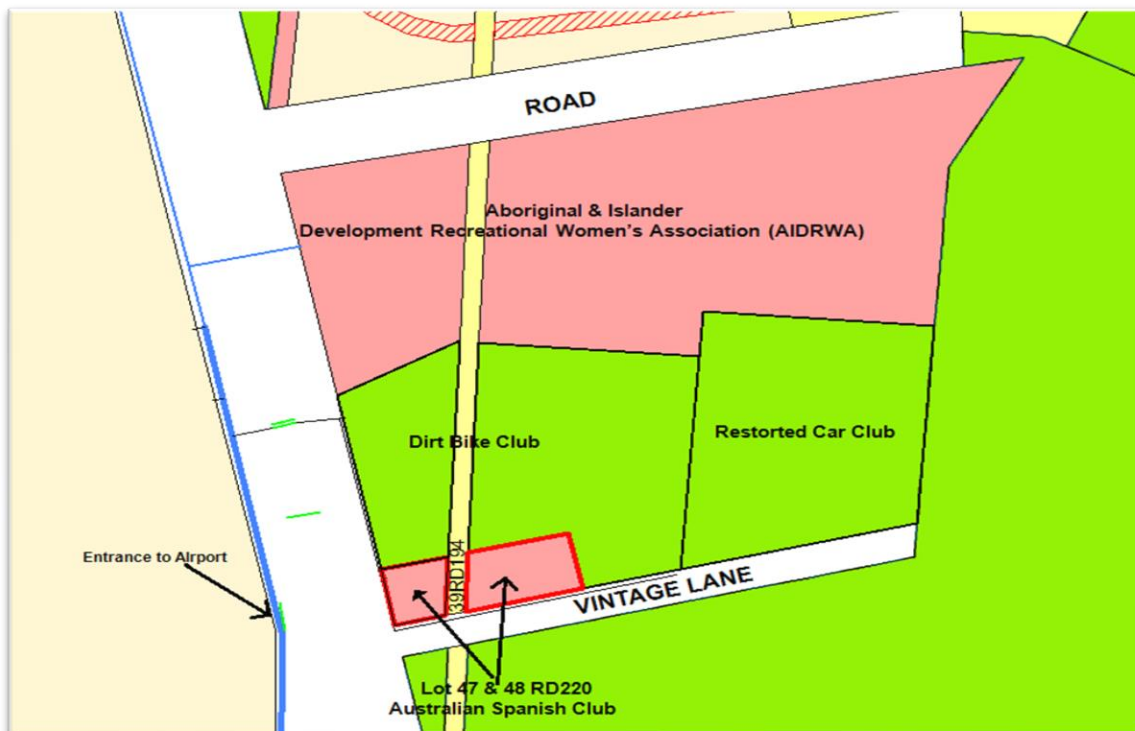 ROAD
Aboriginal & Islander
Development Recreational Women's Association (AIDRWA)
Restorted Car Club
Dirt Bike Club
39RD194
Entrance to AIrport
VINTAGE LANE
Lot 47 & 48 RD220
Australian Spanish Club